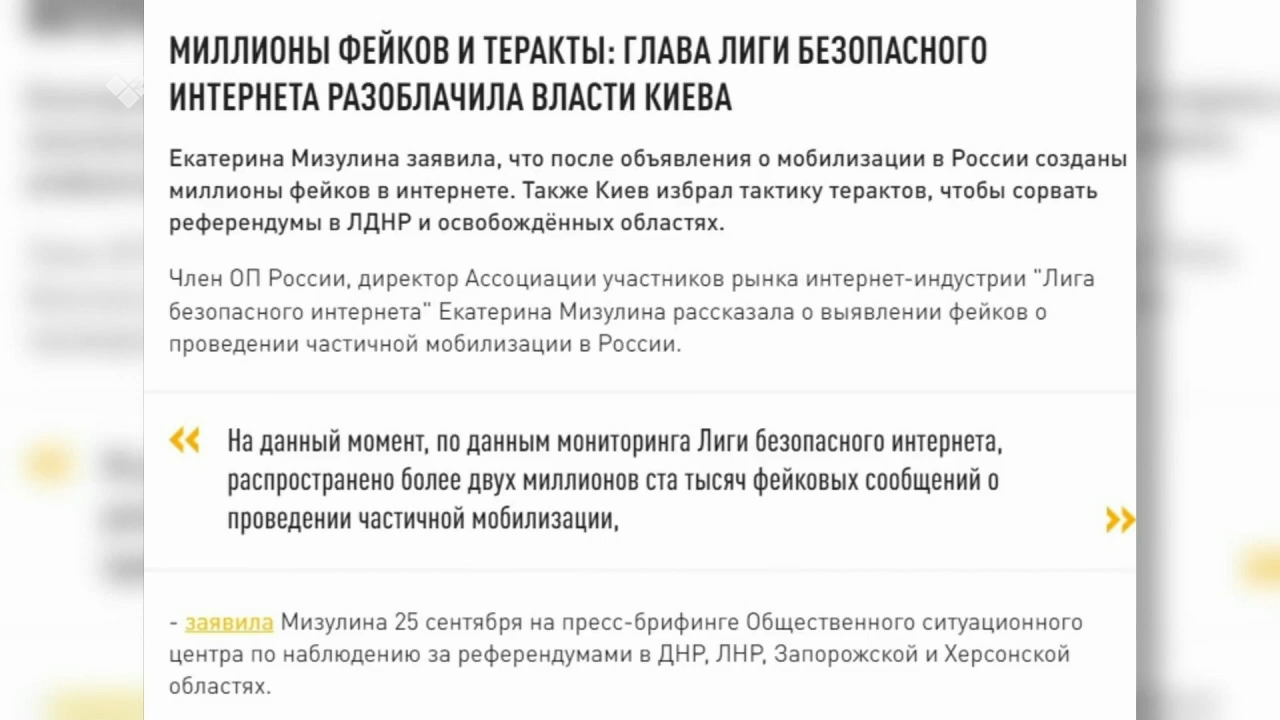 МИЛЛИОНЫ ФЕЙКОВ И ТЕРАКТЫ: ГЛАВА ЛИГИ БЕЗОПАСНОГО
ИНТЕРНЕТА РАЗОБЛАЧИЛА ВЛАСТИ КИЕВА
Екатерина Мизулина заявила, что после объявления о мобилизации в России созданы
миллионы фейков в интернете. Также Киев избрал тактику терактов, чтобы сорвать
референдумы в ЛДНР и освобождённых областях.
Член ОП России, директор Ассоциации участников рынка интернет-индустрии "Лига
безопасного интернета" Екатерина Мизулина рассказала о выявлении фейков о
проведении частичной мобилизации в России.
« На данный момент, по данным мониторинга Лиги безопасного интернета,
распространено более двух миллионов ста тысяч фейковых сообщений о
проведении частичной мобилизации, »
- заявила Мизулина 25 сентября на пресс-брифинге Общественного ситуационного
центра по наблюдению за референдумами в ДНР, ЛНР, Запорожской и Херсонской
областях.